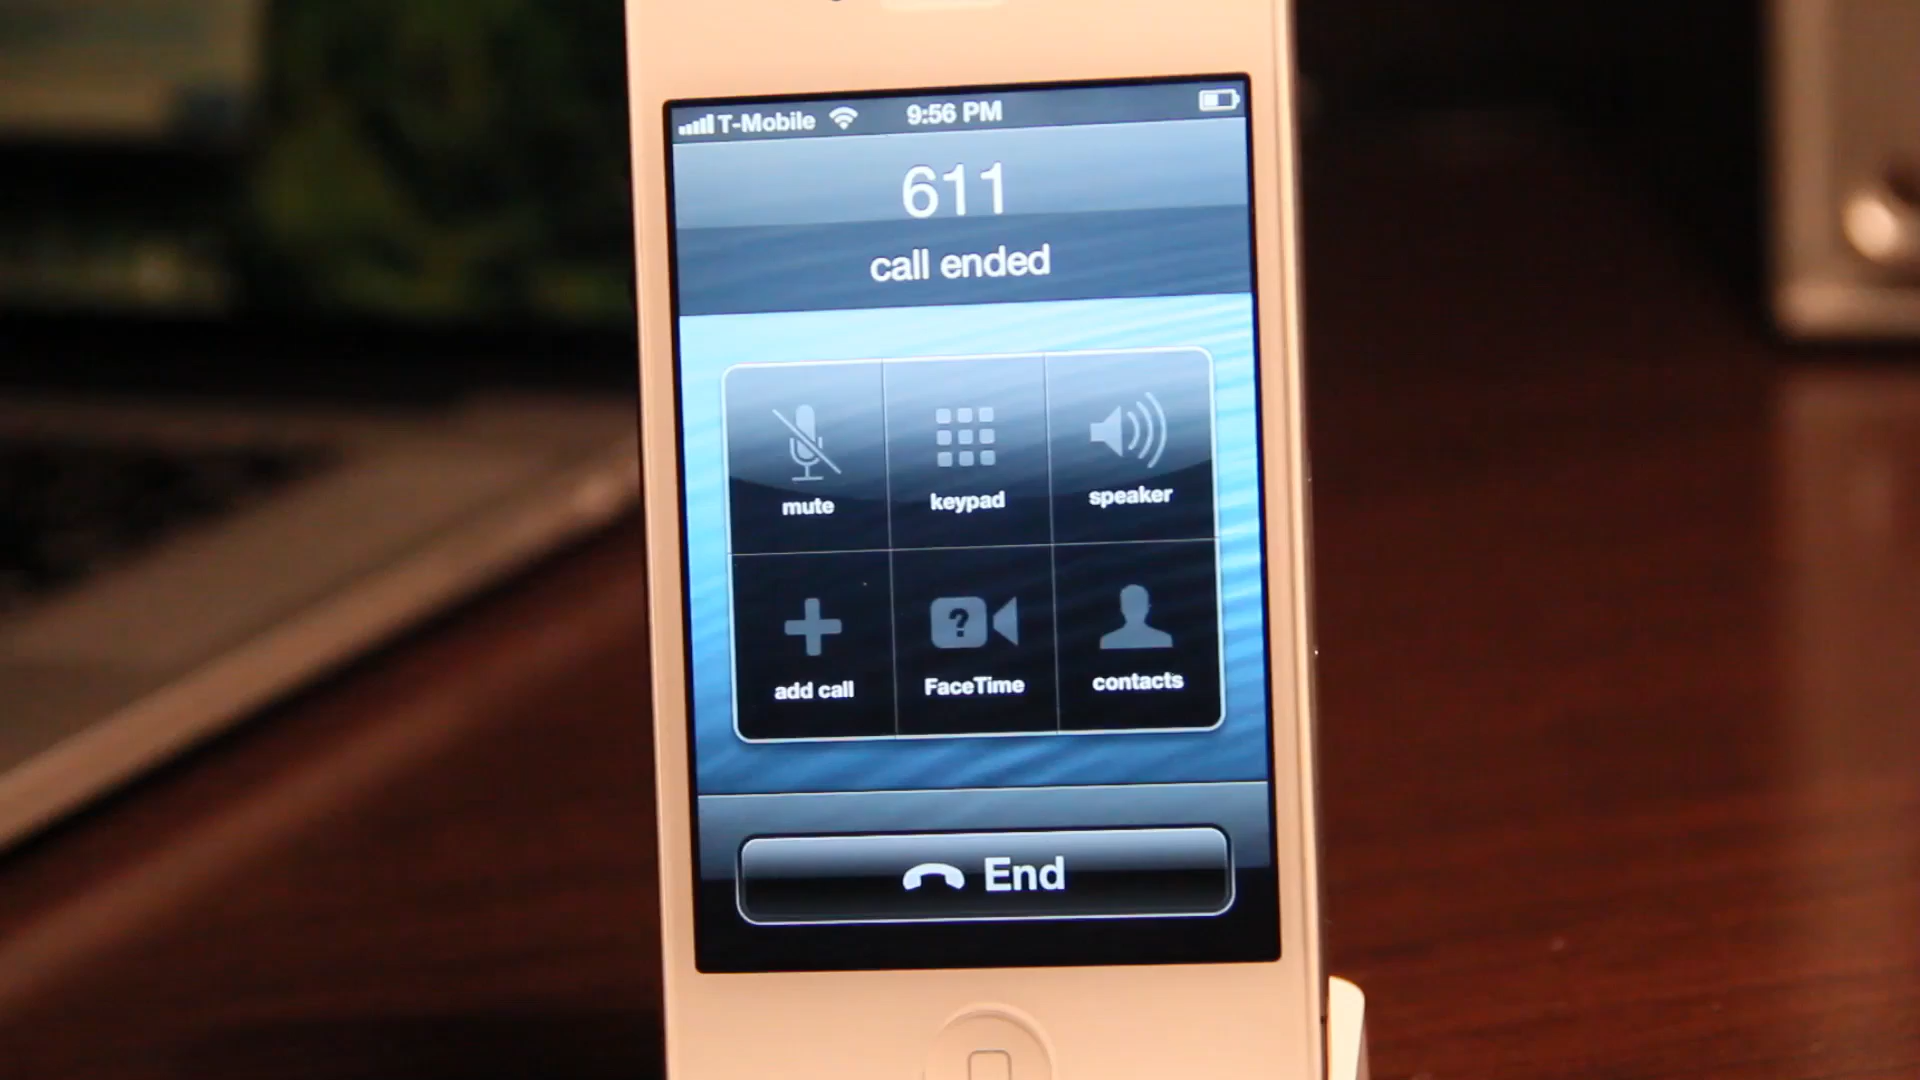 T-Mobile 9:56 PM
611
call ended
mute keypad speaker
add call FaceTime contacts
End